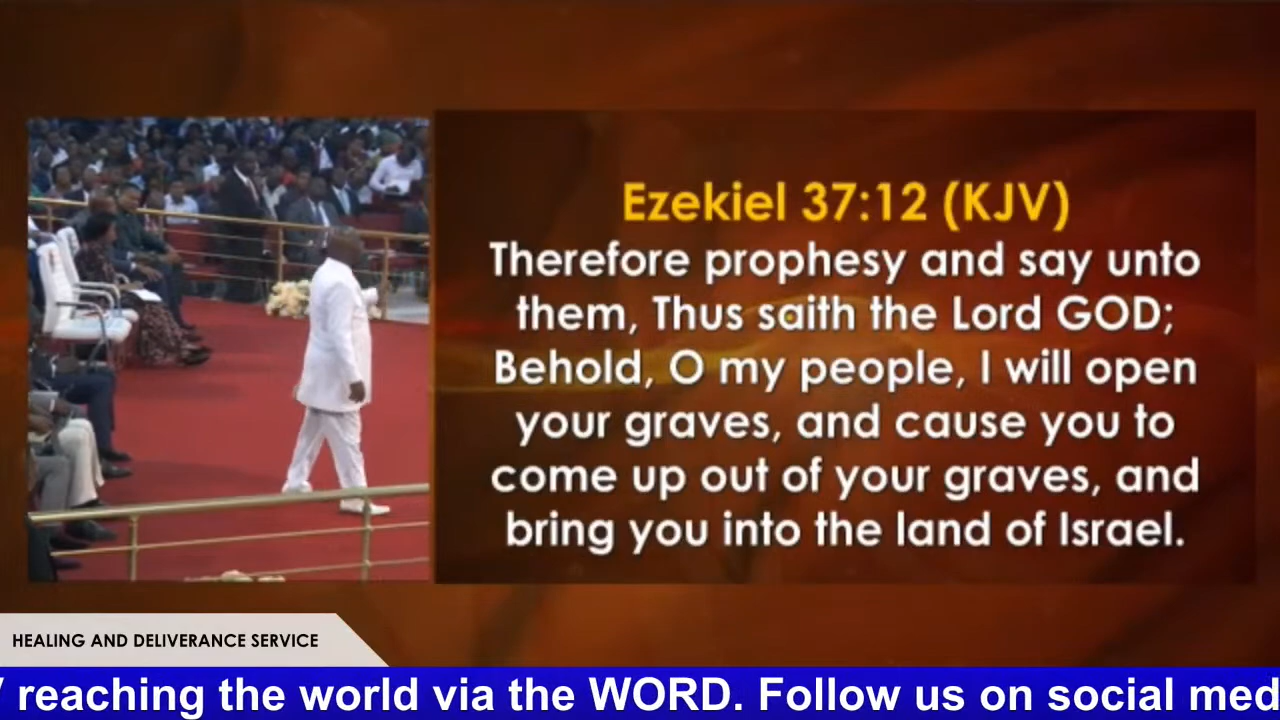 Ezekiel 37:12 (KJV)
Therefore prophesy and say unto
them, Thus saith the Lord GOD;
Behold, O my people, I will open
your graves, and cause you to
come up out of your graves, and
bring you into the land of Israel.
HEALING AND DELIVERANCE SERVICE
reaching the world via the WORD. Follow us on social med